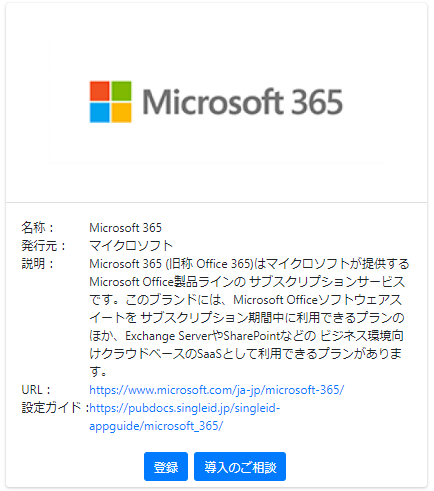 Microsoft 365
名称： Microsoft 365
発行元： マイクロソフト
説明： Microsoft 365 (旧称 Office 365)はマイクロソフトが提供する
Microsoft Office製品ラインの サブスクリプションサービス
です。このブランドには、Microsoft Officeソフトウェアス
イートを サブスクリプション期間中に利用できるプランの
ほか、Exchange ServerやSharePointなどの ビジネス環境向
けクラウドベースのSaaSとして利用できるプランがありま
す。
URL： https://www.microsoft.com/ja-jp/microsoft-365/
設定ガイド：https://pubdocs.singleid.jp/singleid-
appguide/microsoft_365/
登録 導入のご相談